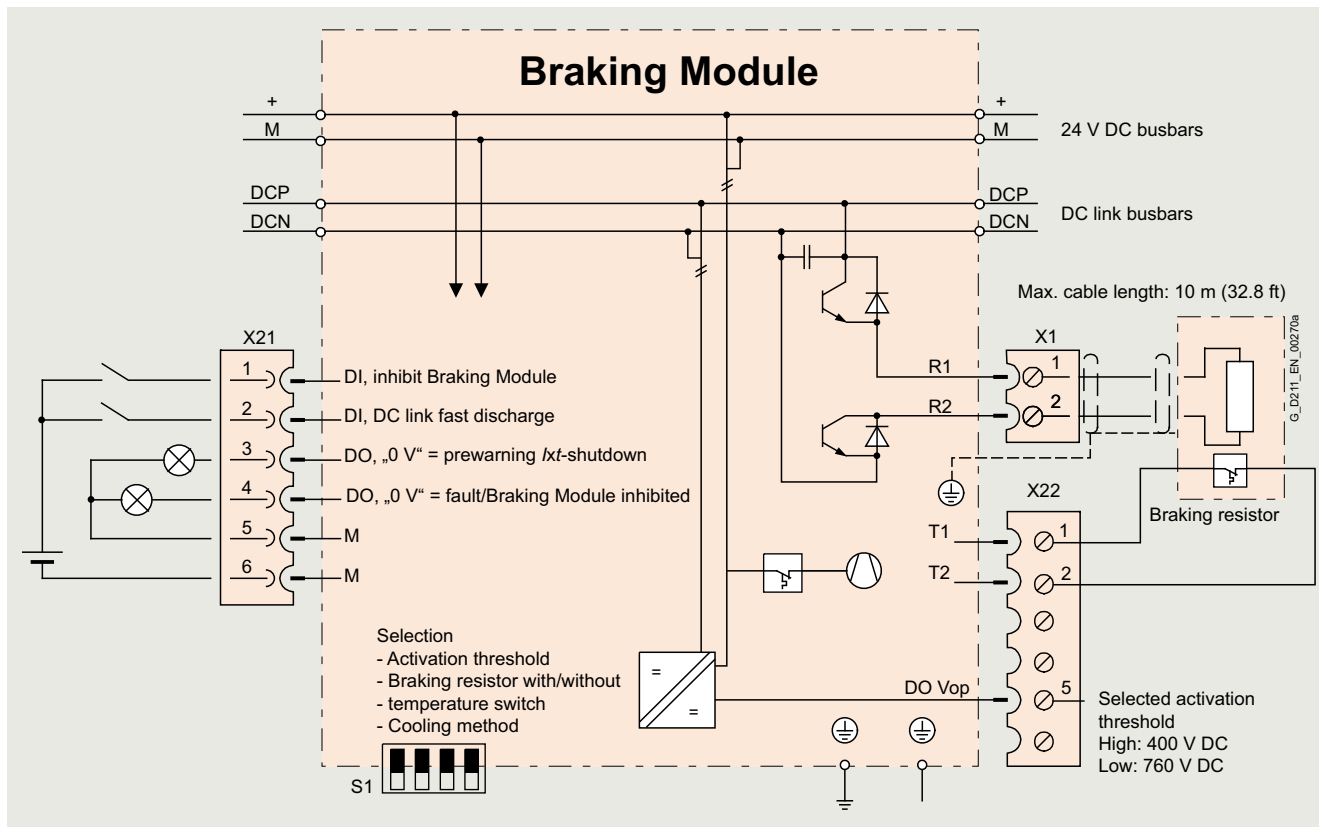 Braking Module
+
M
DCP
DCN
+
M
24 V DC busbars
DCP
DCN
DC link busbars
Max. cable length: 10 m (32.8 ft)
G_D211_EN_00270a
X21
1
DI, inhibit Braking Module
2
DI, DC link fast discharge
3
DO, „0 V“ = prewarning Ixt-shutdown
4
DO, „0 V“ = fault/Braking Module inhibited
5
M
6
M
X1
R1
1
R2
2
Braking resistor
X22
T1
1
T2
2
DO Vop
5
Selected activation
threshold
High: 400 V DC
Low: 760 V DC
Selection
- Activation threshold
- Braking resistor with/without
- temperature switch
- Cooling method
S1
=
=